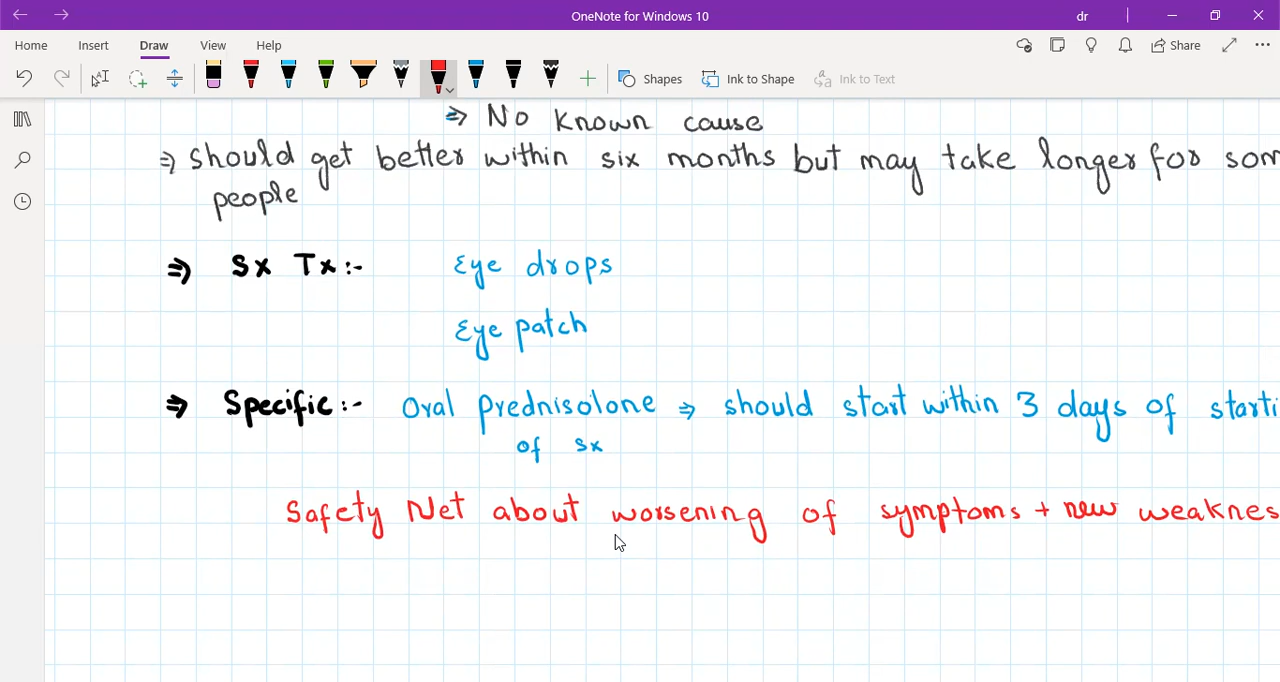 OneNote for Windows 10
dr
Home Insert Draw View Help
Share
Shapes Ink to Shape Ink to Text
⇒ No known cause
⇒ should get better within six months but may take longer for som
people
⇒ Sx Tx:- Eye drops
Eye patch
⇒ Specific:- Oral prednisolone ⇒ should start within 3 days of starti
of sx
Safety Net about worsening of symptoms + new weaknes